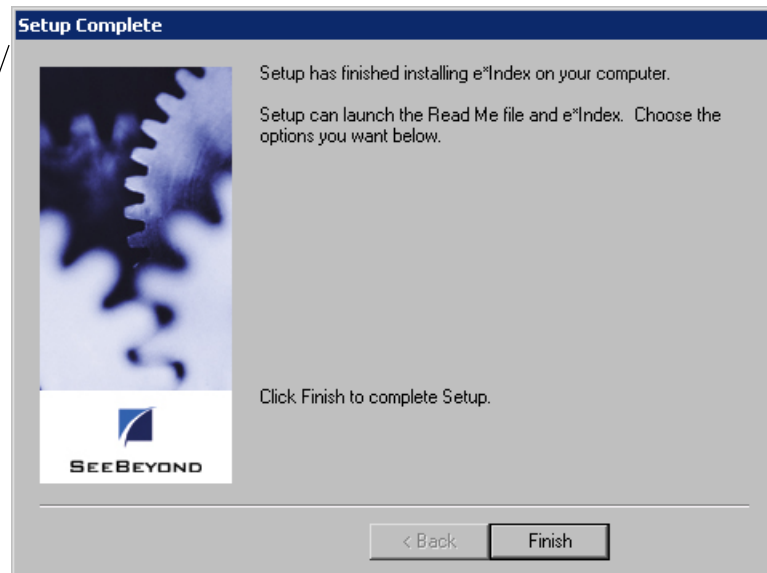 Setup Complete
Setup has finished installing e*Index on your computer.
Setup can launch the Read Me file and e*Index.  Choose the
options you want below.
Click Finish to complete Setup.
SEEBEYOND
< Back
Finish